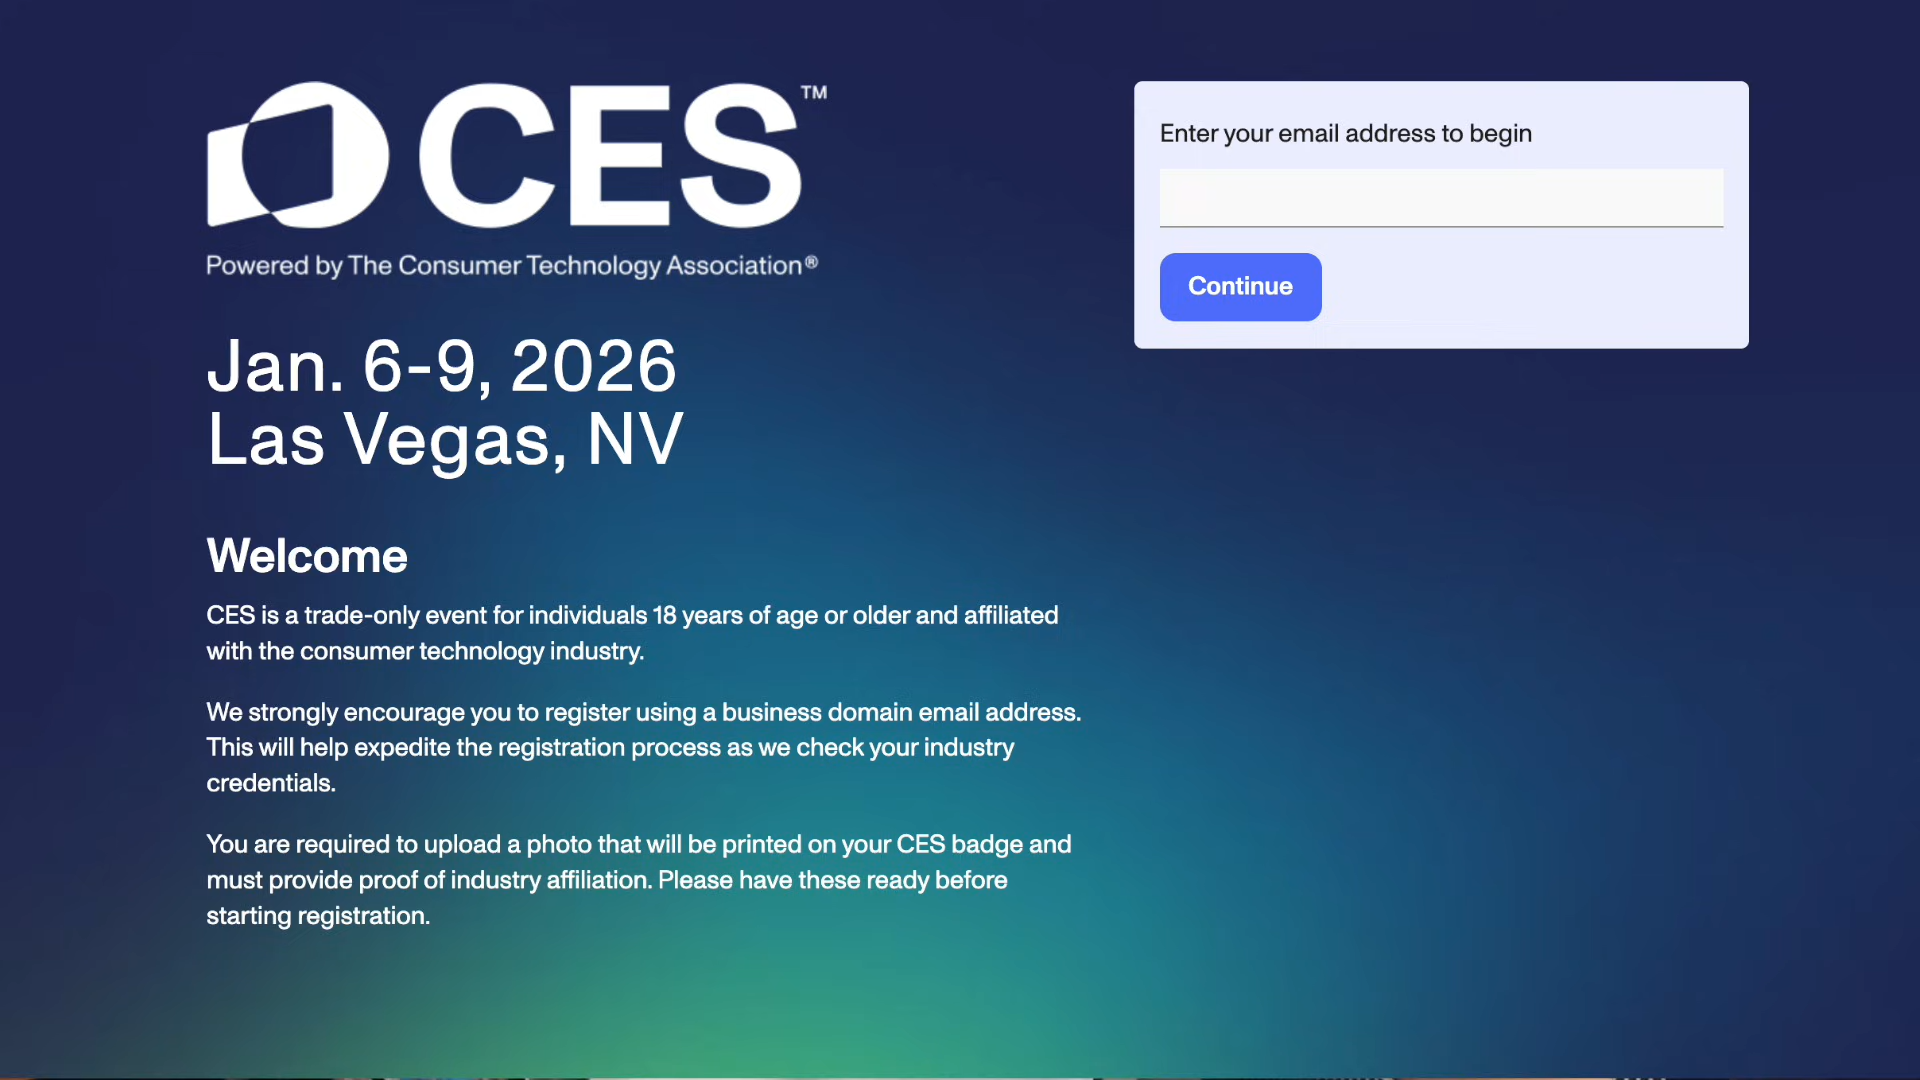 CES™
Powered by The Consumer Technology Association®
Jan. 6-9, 2026
Las Vegas, NV
Welcome
CES is a trade-only event for individuals 18 years of age or older and affiliated
with the consumer technology industry.
We strongly encourage you to register using a business domain email address.
This will help expedite the registration process as we check your industry
credentials.
You are required to upload a photo that will be printed on your CES badge and
must provide proof of industry affiliation. Please have these ready before
starting registration.
Enter your email address to begin
Continue